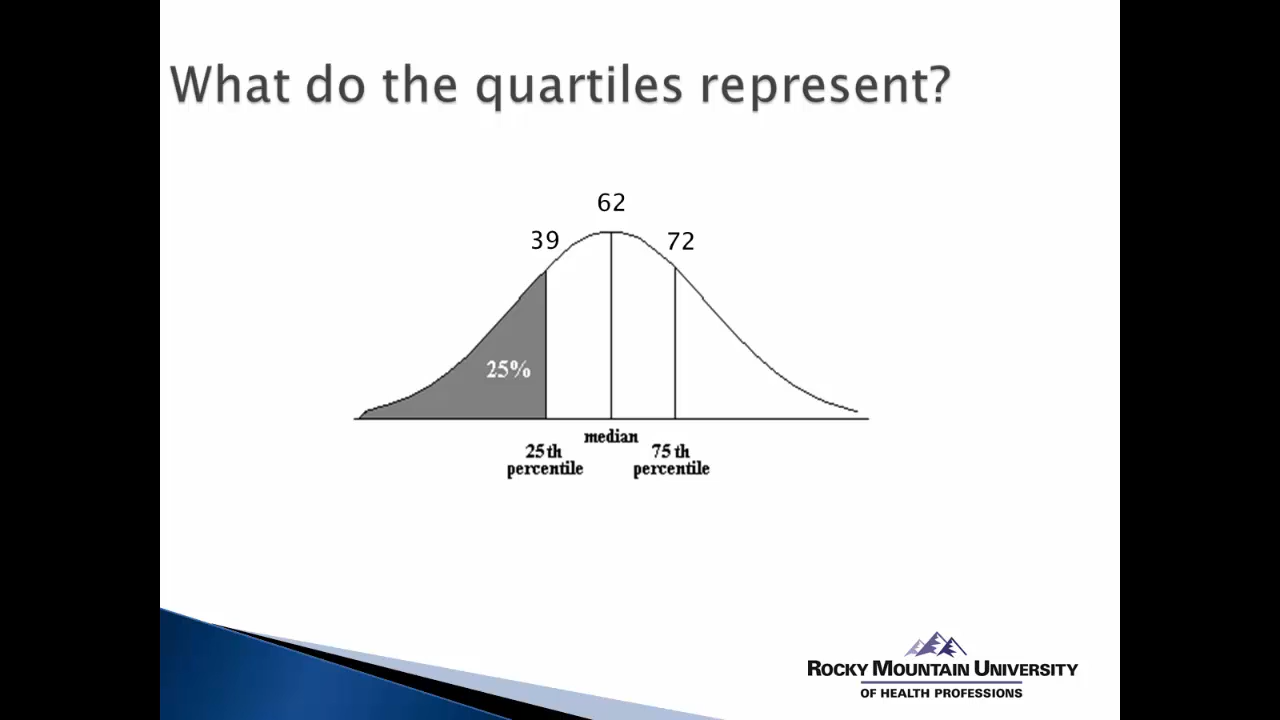 What do the quartiles represent?
62
39
72
25%
median
25th
percentile
75th
percentile
ROCKY MOUNTAIN UNIVERSITY
OF HEALTH PROFESSIONS